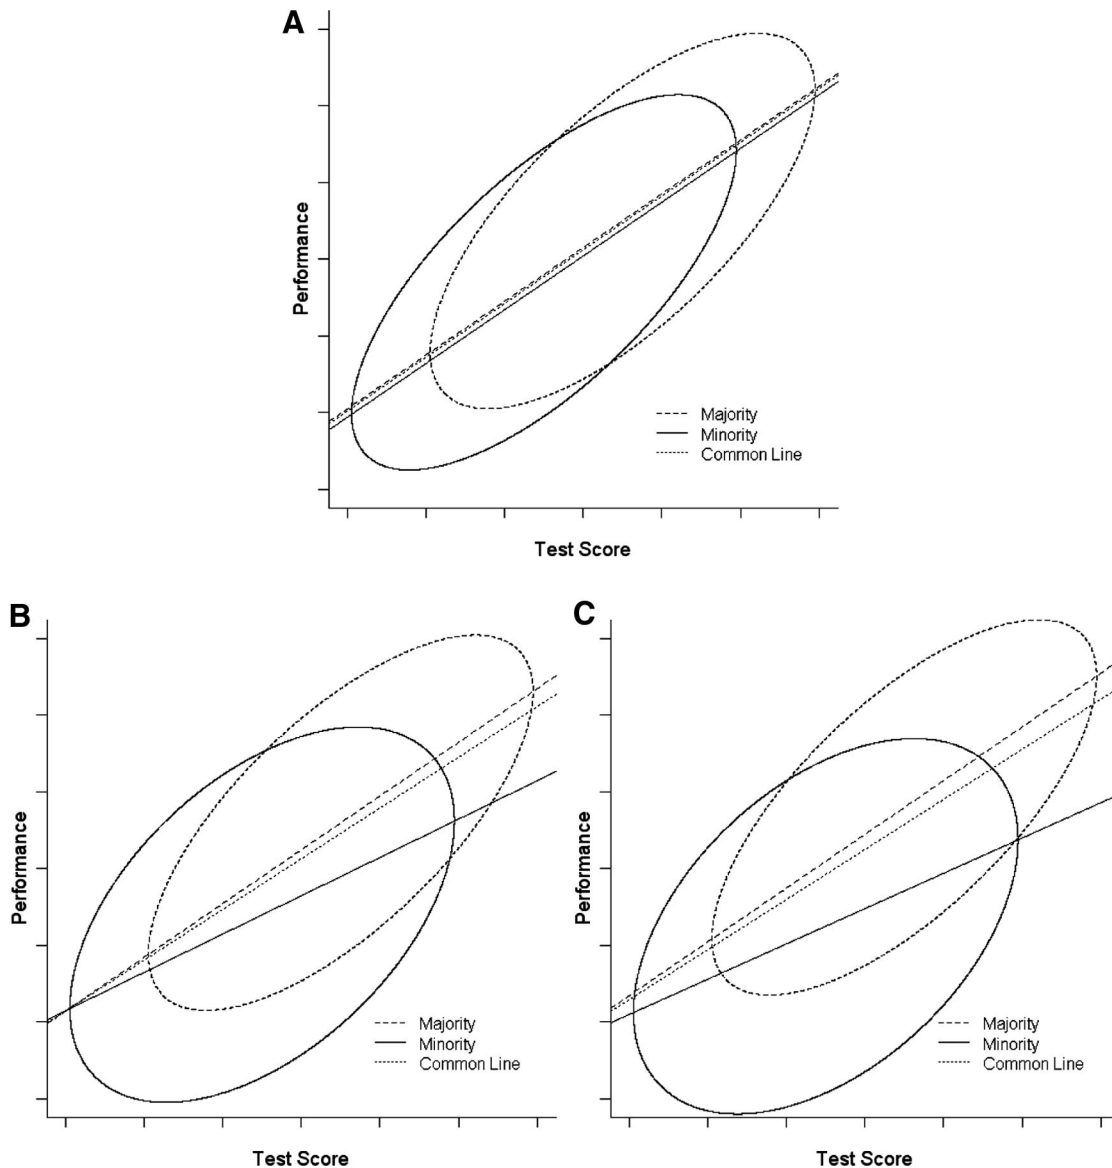 A
Performance
Majority
Minority
Common Line
Test Score
B
Performance
Majority
Minority
Common Line
Test Score
C
Performance
Majority
Minority
Common Line
Test Score